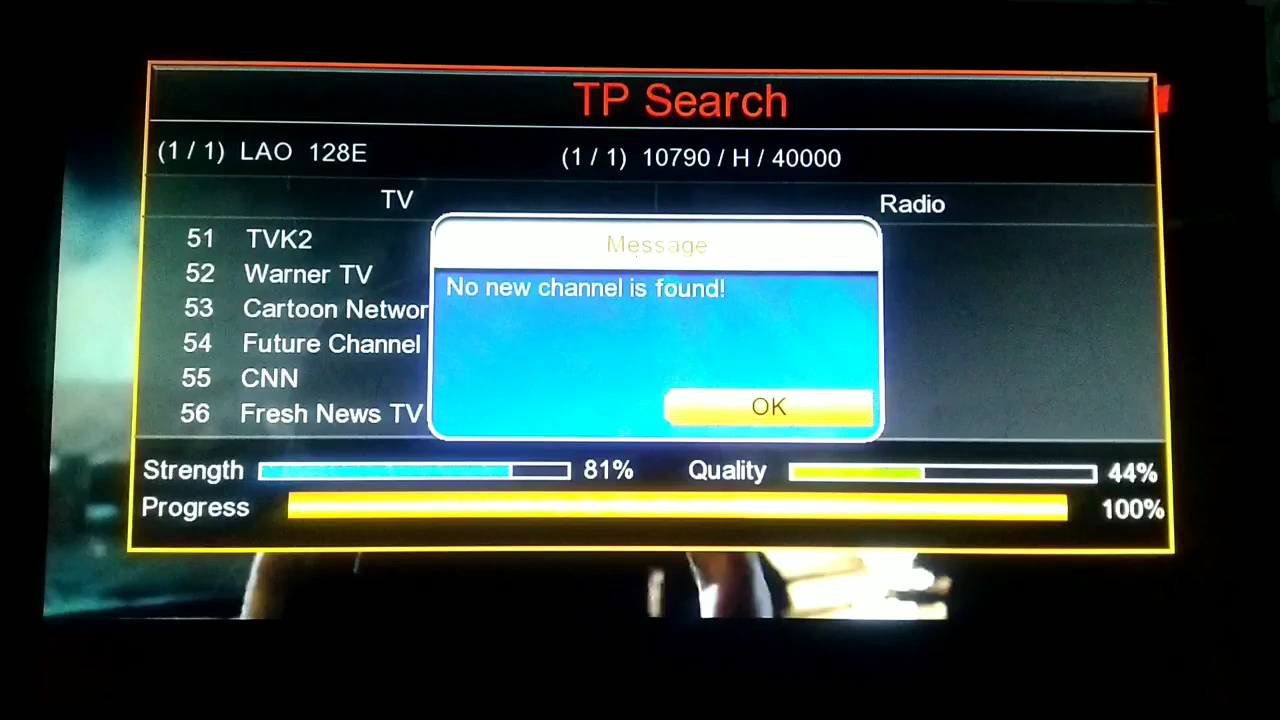 TP Search
(1 / 1) LAO 128E
(1 / 1) 10790 / H / 40000
TV
Radio
51 TVK2
52 Warner TV
53 Cartoon Networ
54 Future Channel
55 CNN
56 Fresh News TV
Message
No new channel is found!
OK
Strength 81% Quality 44%
Progress 100%